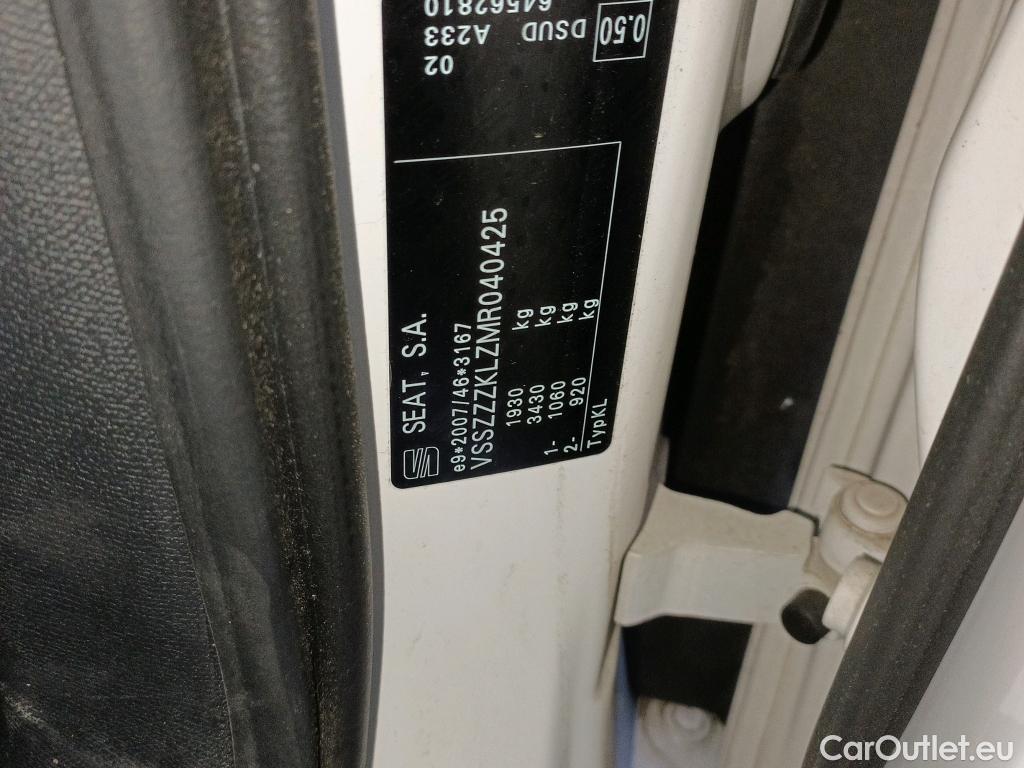 SEAT, S.A.
e9*2007/46*3167
VSSZZZKLZMR040425
1930 kg
3430 kg
1- 1060 kg
2- 920 kg
TypKL
02
DSUD A233
64562810
0.50
CarOutlet.eu